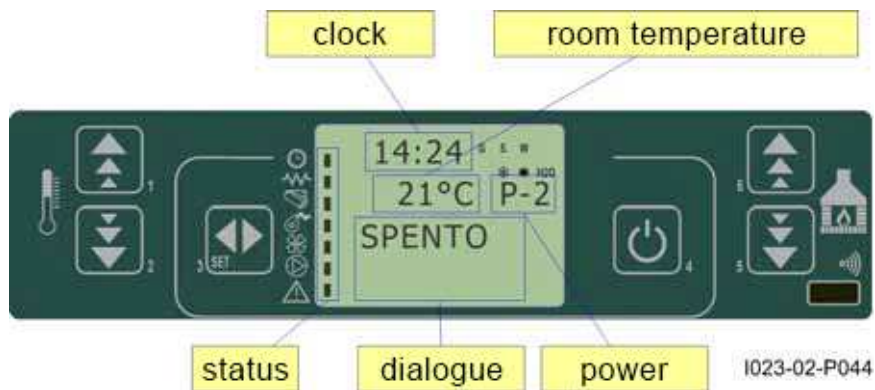 clock
room temperature
14:24
S E W
100
21°C
P-2
SPENTO
SET
1
2
3
4
6
5
status
dialogue
power
I023-02-P044